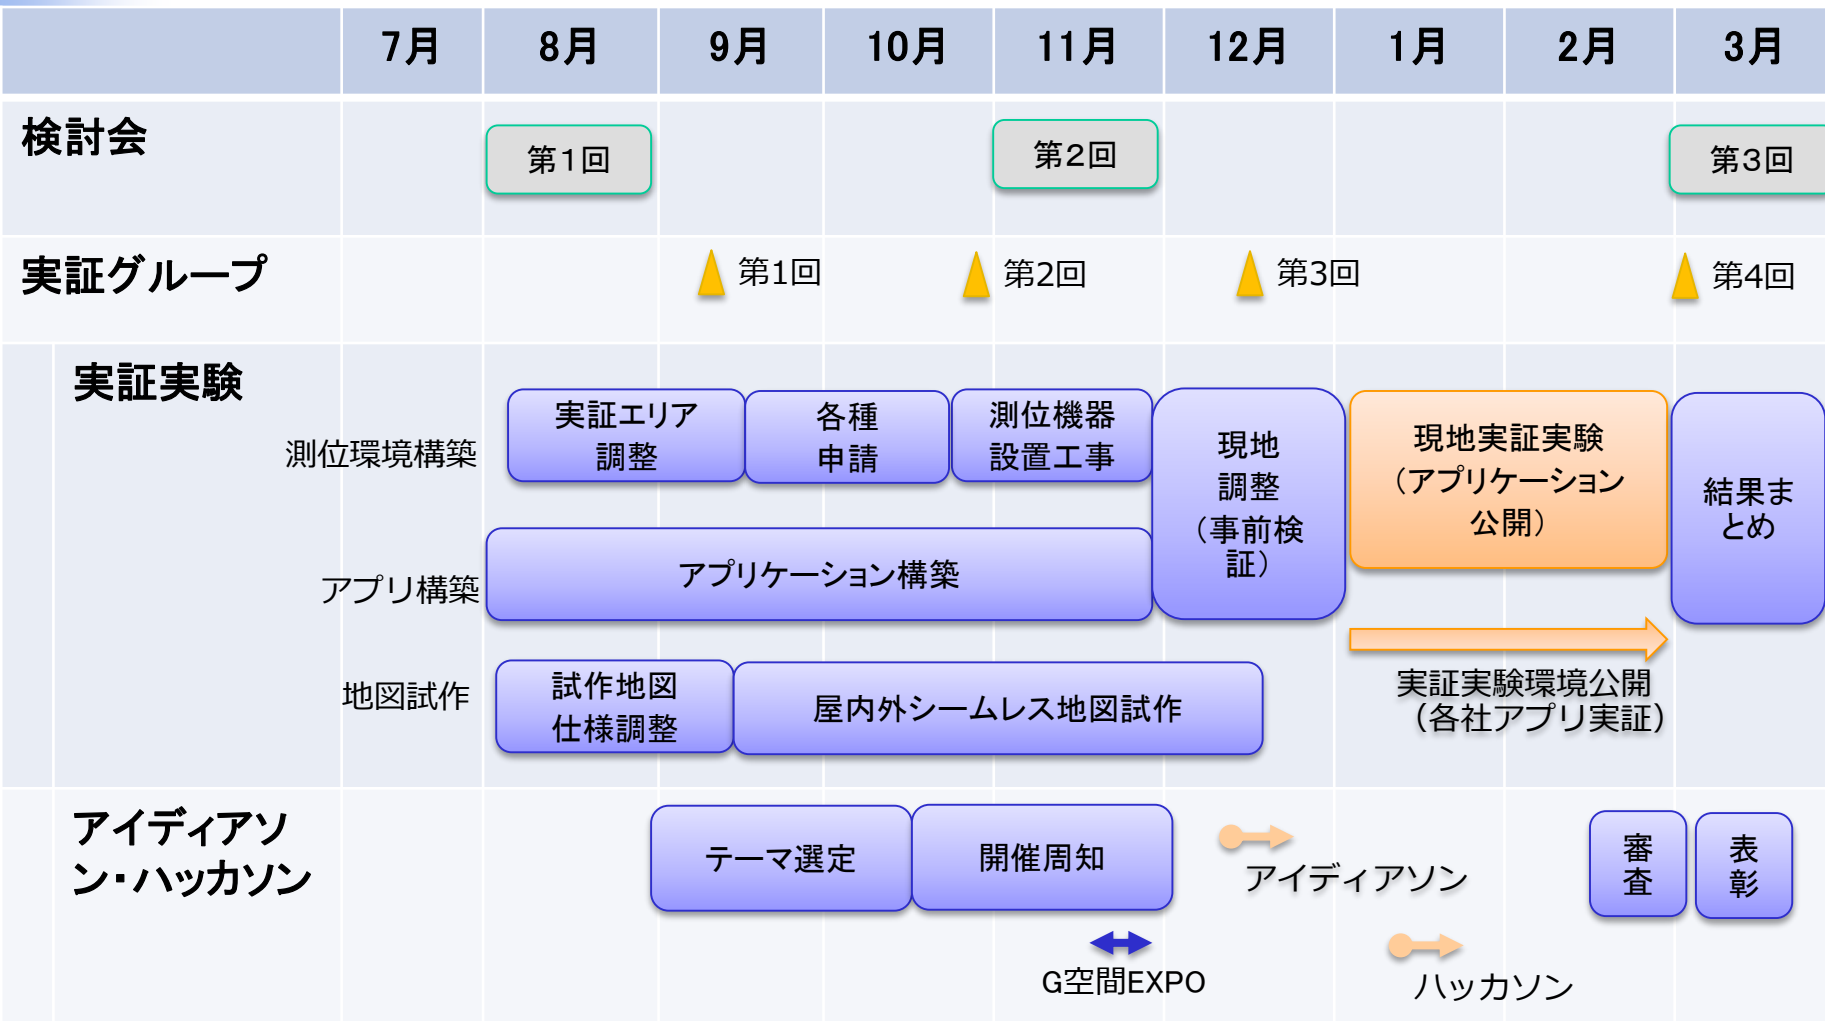 7月 8月 9月 10月 11月 12月 1月 2月 3月
検討会
第1回 第2回 第3回
実証グループ
第1回 第2回 第3回 第4回
実証実験
測位環境構築
実証エリア
調整
各種
申請
測位機器
設置工事
現地
調整
（事前検
証）
現地実証実験
（アプリケーション
公開）
結果ま
とめ
アプリ構築
アプリケーション構築
実証実験環境公開
（各社アプリ実証）
地図試作
試作地図
仕様調整
屋内外シームレス地図試作
アイディアソ
ン・ハッカソン
テーマ選定
開催周知
アイディアソン
審
査
表
彰
G空間EXPO
ハッカソン